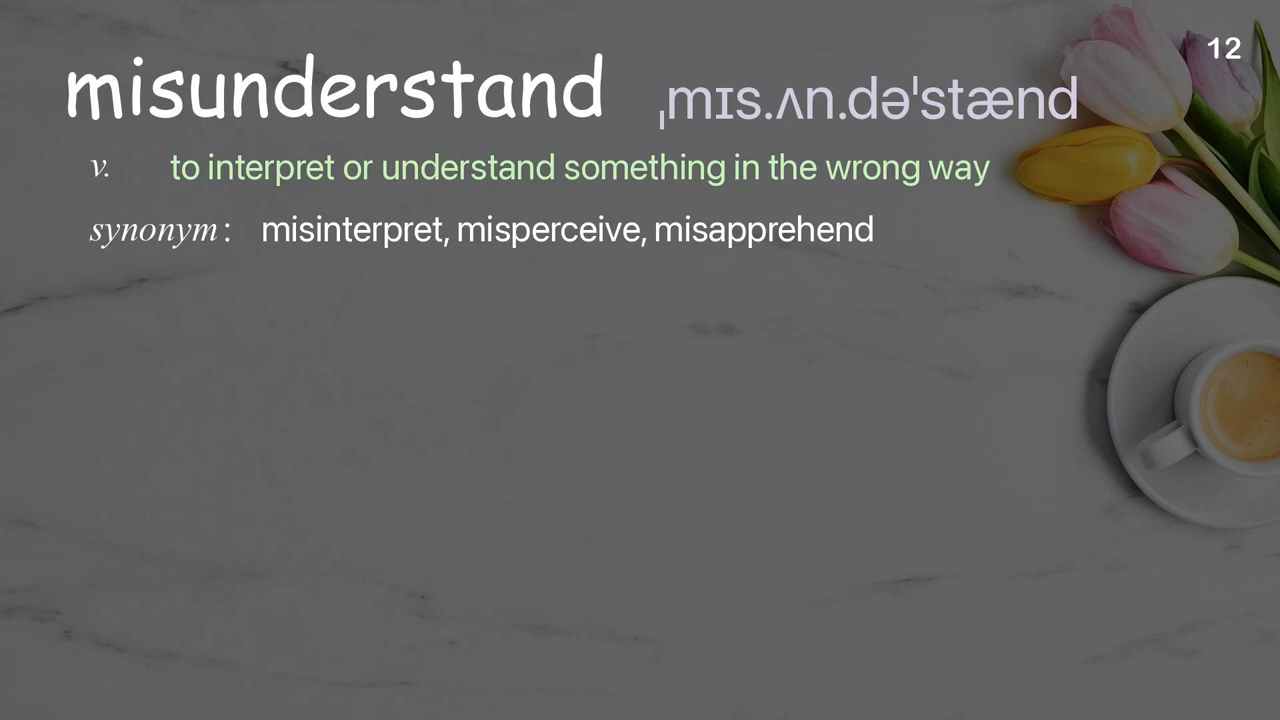 12
misunderstand ˌmɪs.ʌn.dəˈstænd
v. to interpret or understand something in the wrong way
synonym: misinterpret, misperceive, misapprehend